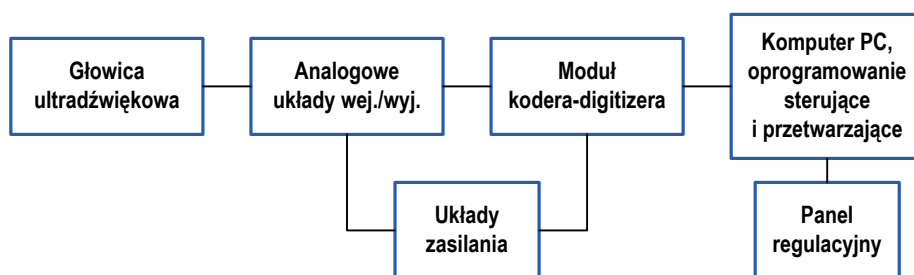 Głowica
ultradźwiękowa
Analogowe
układy wej./wyj.
Moduł
kodera-digitizera
Komputer PC,
oprogramowanie
sterujące
i przetwarzające
Układy
zasilania
Panel
regulacyjny